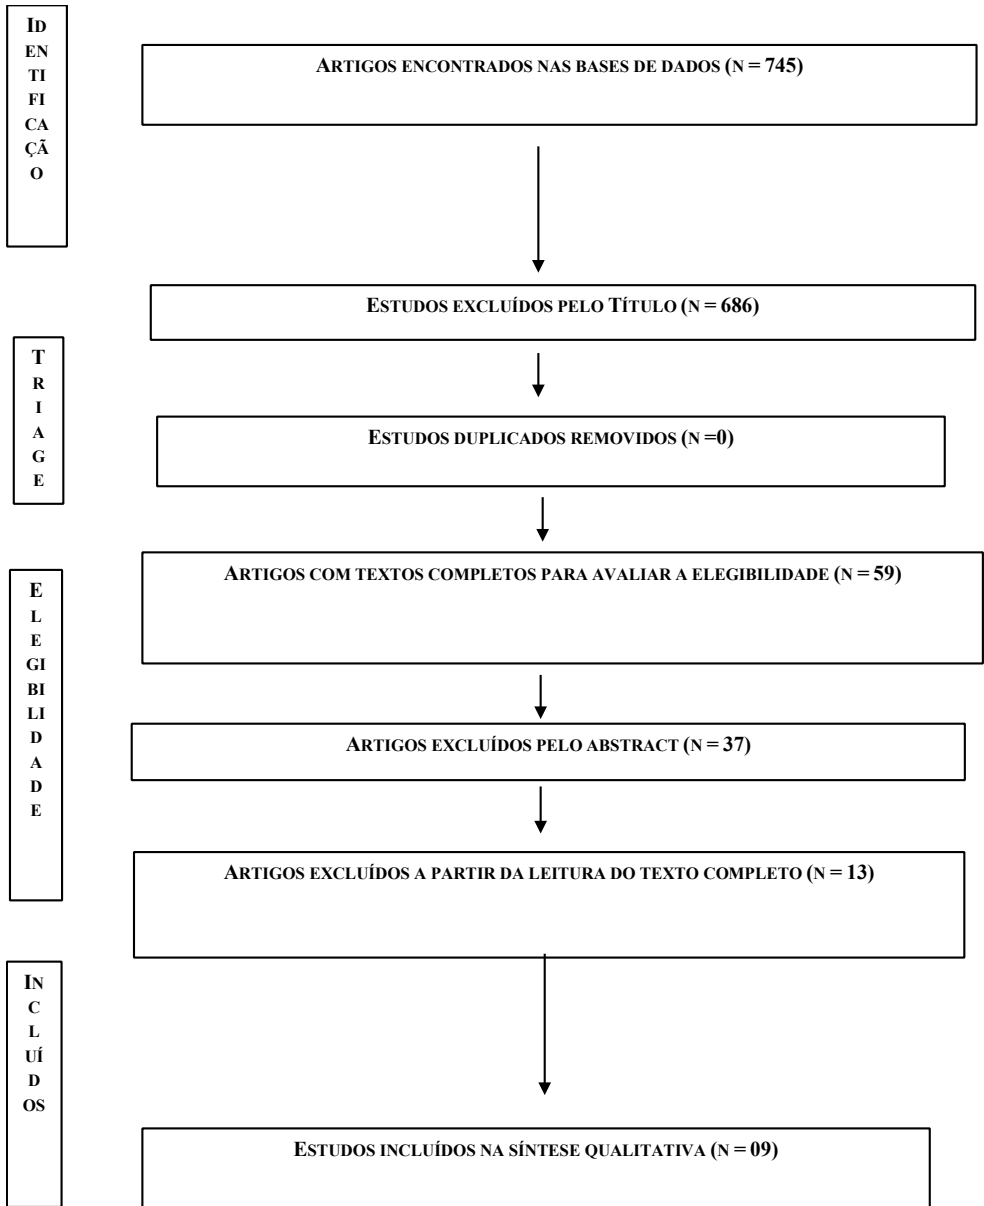 ID
EN
TI
FI
CA
ÇÃ
O
ARTIGOS ENCONTRADOS NAS BASES DE DADOS (N = 745)
ESTUDOS EXCLUÍDOS PELO TÍTULO (N = 686)
T
R
I
A
G
E
ESTUDOS DUPLICADOS REMOVIDOS (N =0)
ARTIGOS COM TEXTOS COMPLETOS PARA AVALIAR A ELEGIBILIDADE (N = 59)
E
L
E
GI
BI
LI
D
A
D
E
ARTIGOS EXCLUÍDOS PELO ABSTRACT (N = 37)
ARTIGOS EXCLUÍDOS A PARTIR DA LEITURA DO TEXTO COMPLETO (N = 13)
IN
C
L
UÍ
D
OS
ESTUDOS INCLUÍDOS NA SÍNTESE QUALITATIVA (N = 09)